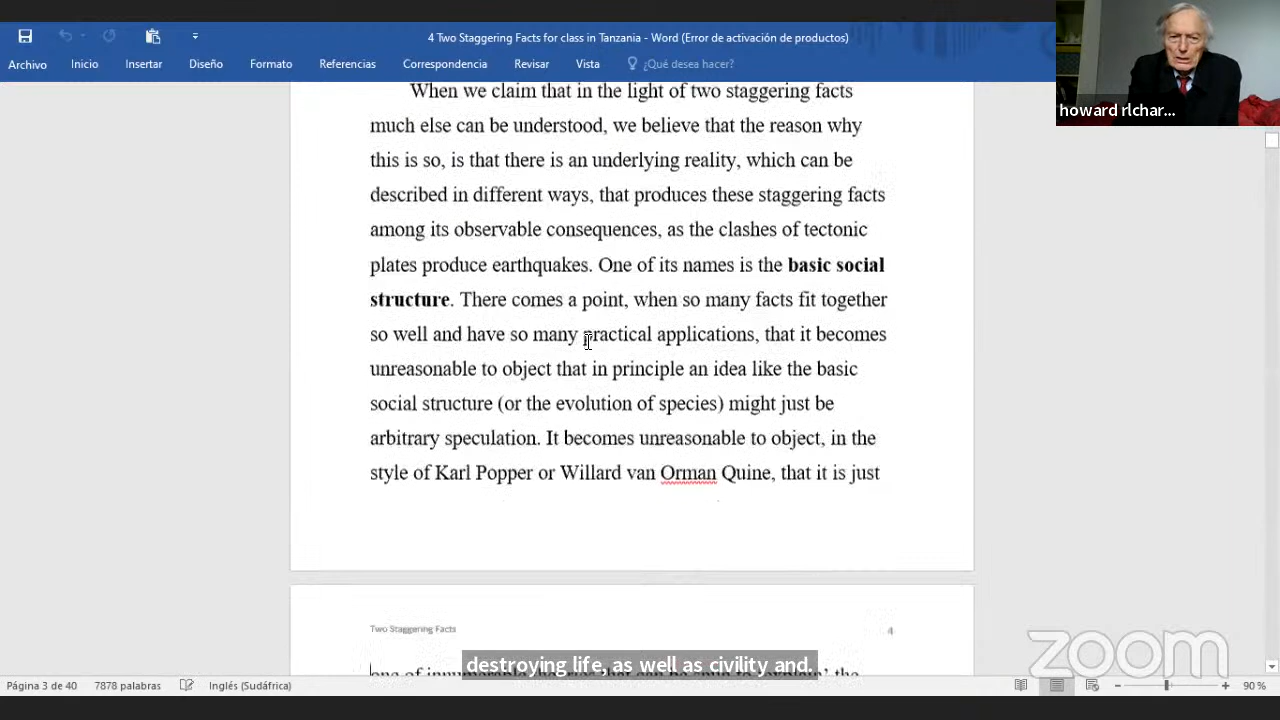 4 Two Staggering Facts for class in Tanzania - Word (Error de activación de productos)
Archivo Inicio Insertar Diseño Formato Referencias Correspondencia Revisar Vista ¿Qué desea hacer?
howard rIchar...
When we claim that in the light of two staggering facts
much else can be understood, we believe that the reason why
this is so, is that there is an underlying reality, which can be
described in different ways, that produces these staggering facts
among its observable consequences, as the clashes of tectonic
plates produce earthquakes. One of its names is the basic social
structure. There comes a point, when so many facts fit together
so well and have so many practical applications, that it becomes
unreasonable to object that in principle an idea like the basic
social structure (or the evolution of species) might just be
arbitrary speculation. It becomes unreasonable to object, in the
style of Karl Popper or Willard van Orman Quine, that it is just
Two Staggering Facts 4
destroying life, as well as civility and.
zoom
Página 3 de 40 7878 palabras Inglés (Sudáfrica) 90 %